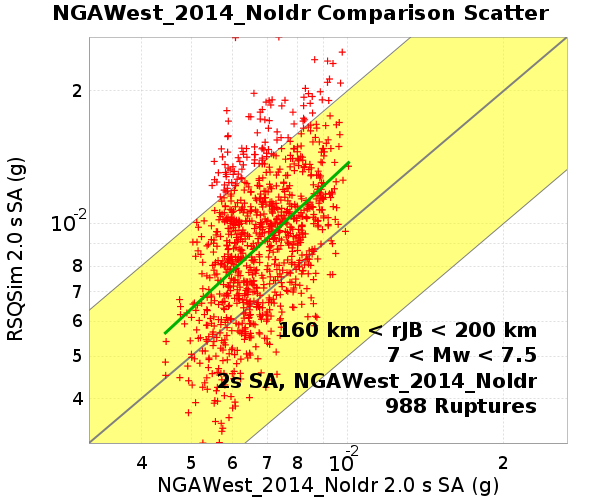 NGAWest_2014_NoIdr Comparison Scatter
RSQSim 2.0 s SA (g)
2
10-2
8
7
6
5
4
160 km < rJB < 200 km
7 < Mw < 7.5
2s SA, NGAWest_2014_NoIdr
988 Ruptures
4 5 6 7 8 10-2 2
NGAWest_2014_NoIdr 2.0 s SA (g)